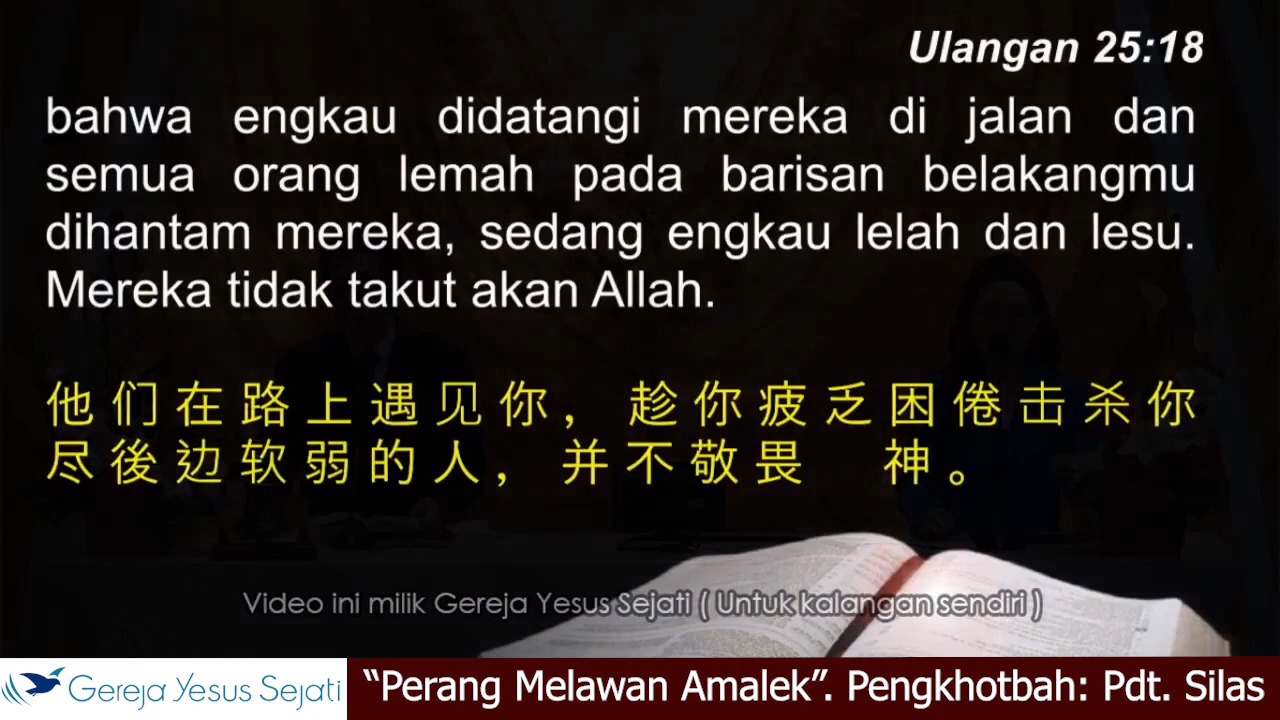 Ulangan 25:18
bahwa engkau didatangi mereka di jalan dan
semua orang lemah pada barisan belakangmu
dihantam mereka, sedang engkau lelah dan lesu.
Mereka tidak takut akan Allah.
他们在路上遇见你，趁你疲乏困倦击杀你
尽後边软弱的人，并不敬畏　神。
Video ini milik Gereja Yesus Sejati ( Untuk kalangan sendiri )
Gereja Yesus Sejati
“Perang Melawan Amalek”. Pengkhotbah: Pdt. Silas